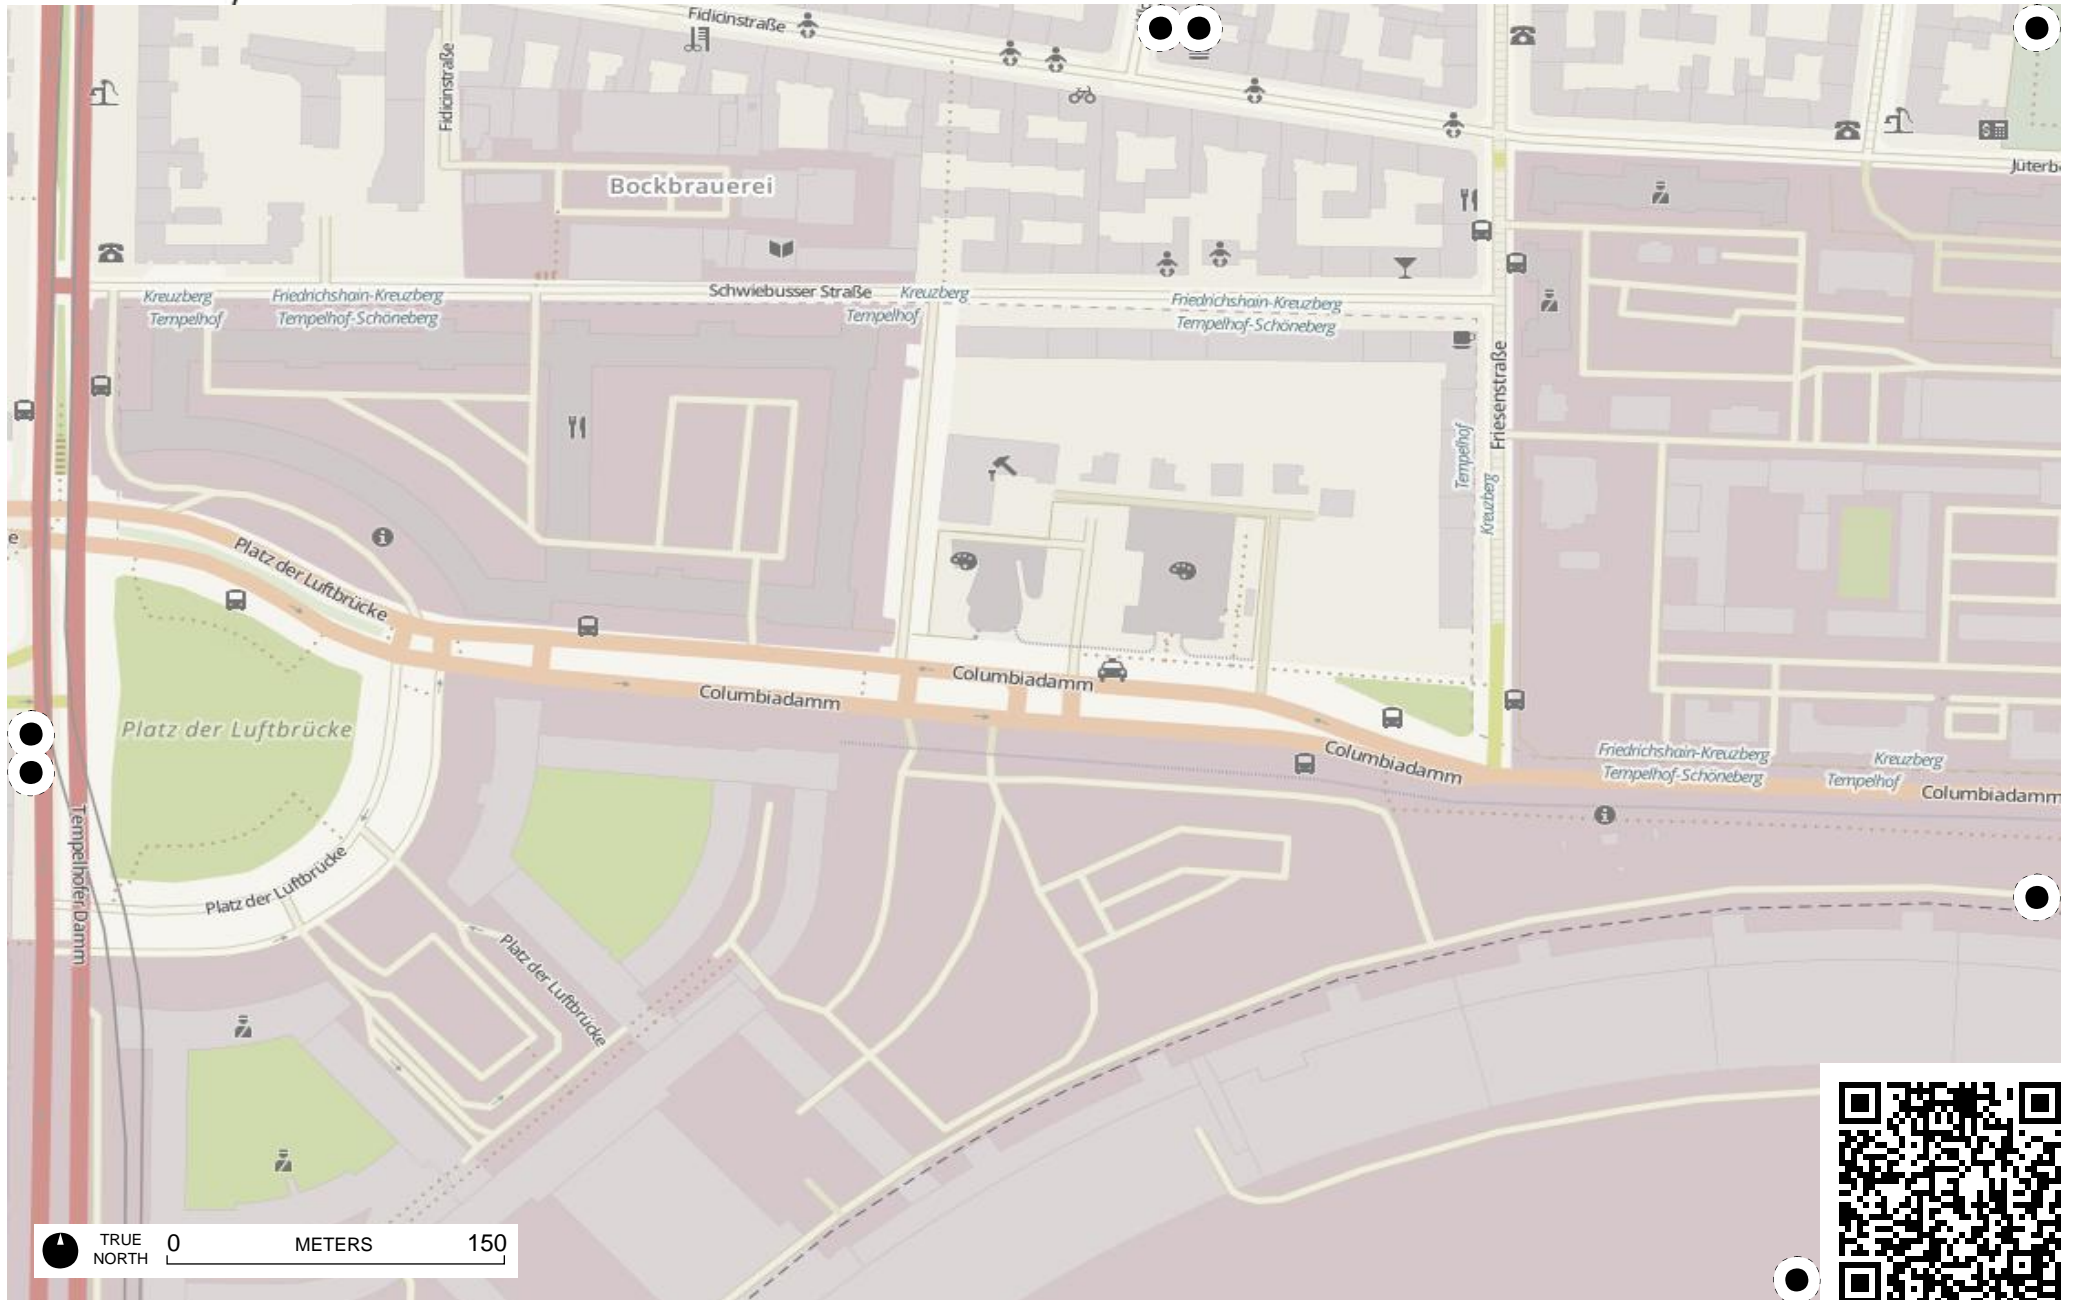 Fidicinstraße
Fidicinstraße
Jüterb
Bockbrauerei
Schwiebusser Straße
Kreuzberg
Tempelhof
Friedrichshain-Kreuzberg
Tempelhof-Schöneberg
Kreuzberg
Tempelhof
Friedrichshain-Kreuzberg
Tempelhof-Schöneberg
Friesenstraße
Tempelhof
Kreuzberg
e
Platz der Luftbrücke
Columbiadamm
Columbiadamm
Platz der Luftbrücke
Columbiadamm
Friedrichshain-Kreuzberg
Tempelhof-Schöneberg
Kreuzberg
Tempelhof
Columbiadamm
Tempelhofer Damm
Platz der Luftbrücke
Platz der Luftbrücke
TRUE
NORTH
0 METERS 150